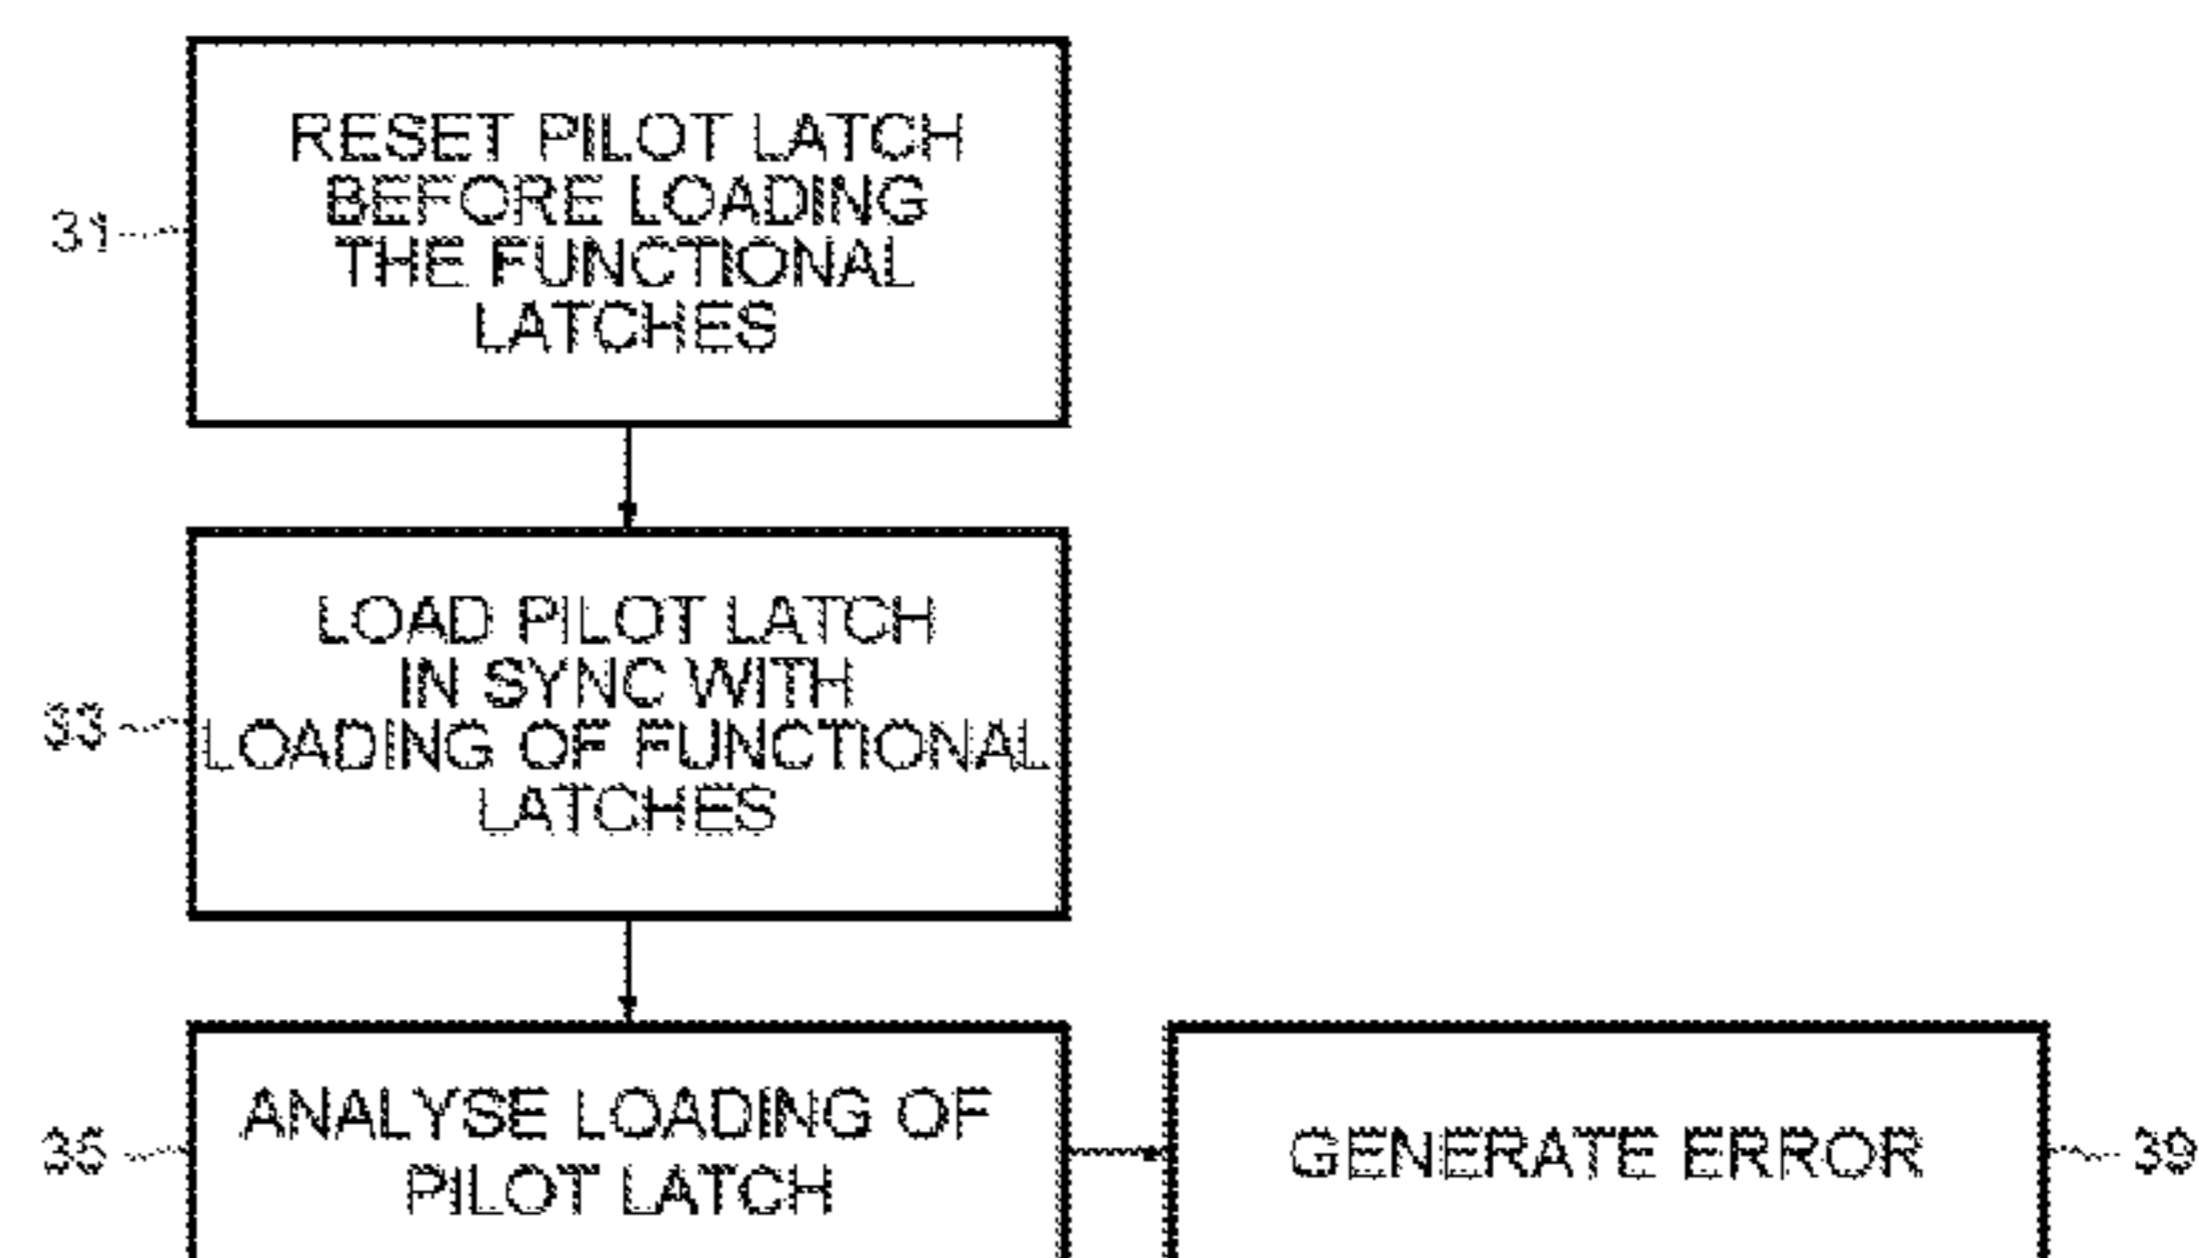 RESET PILOT LATCH
BEFORE LOADING
THE FUNCTIONAL
LATCHES
31
LOAD PILOT LATCH
IN SYNC WITH
33
LOADING OF FUNCTIONAL
LATCHES
ANALYSE LOADING OF
PILOT LATCH
35
GENERATE ERROR
39